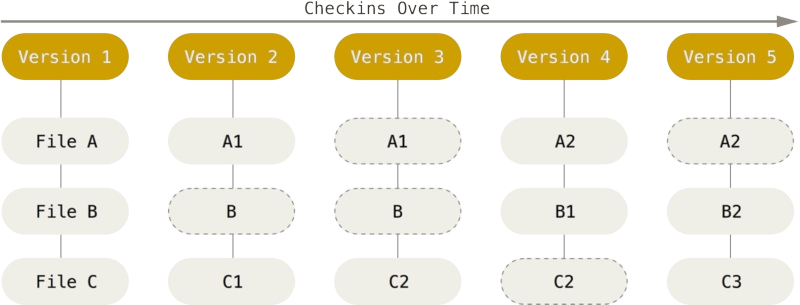 Checkins Over Time
Version 1 Version 2 Version 3 Version 4 Version 5
File A A1 A1 A2 A2
File B B B B1 B2
File C C1 C2 C2 C3